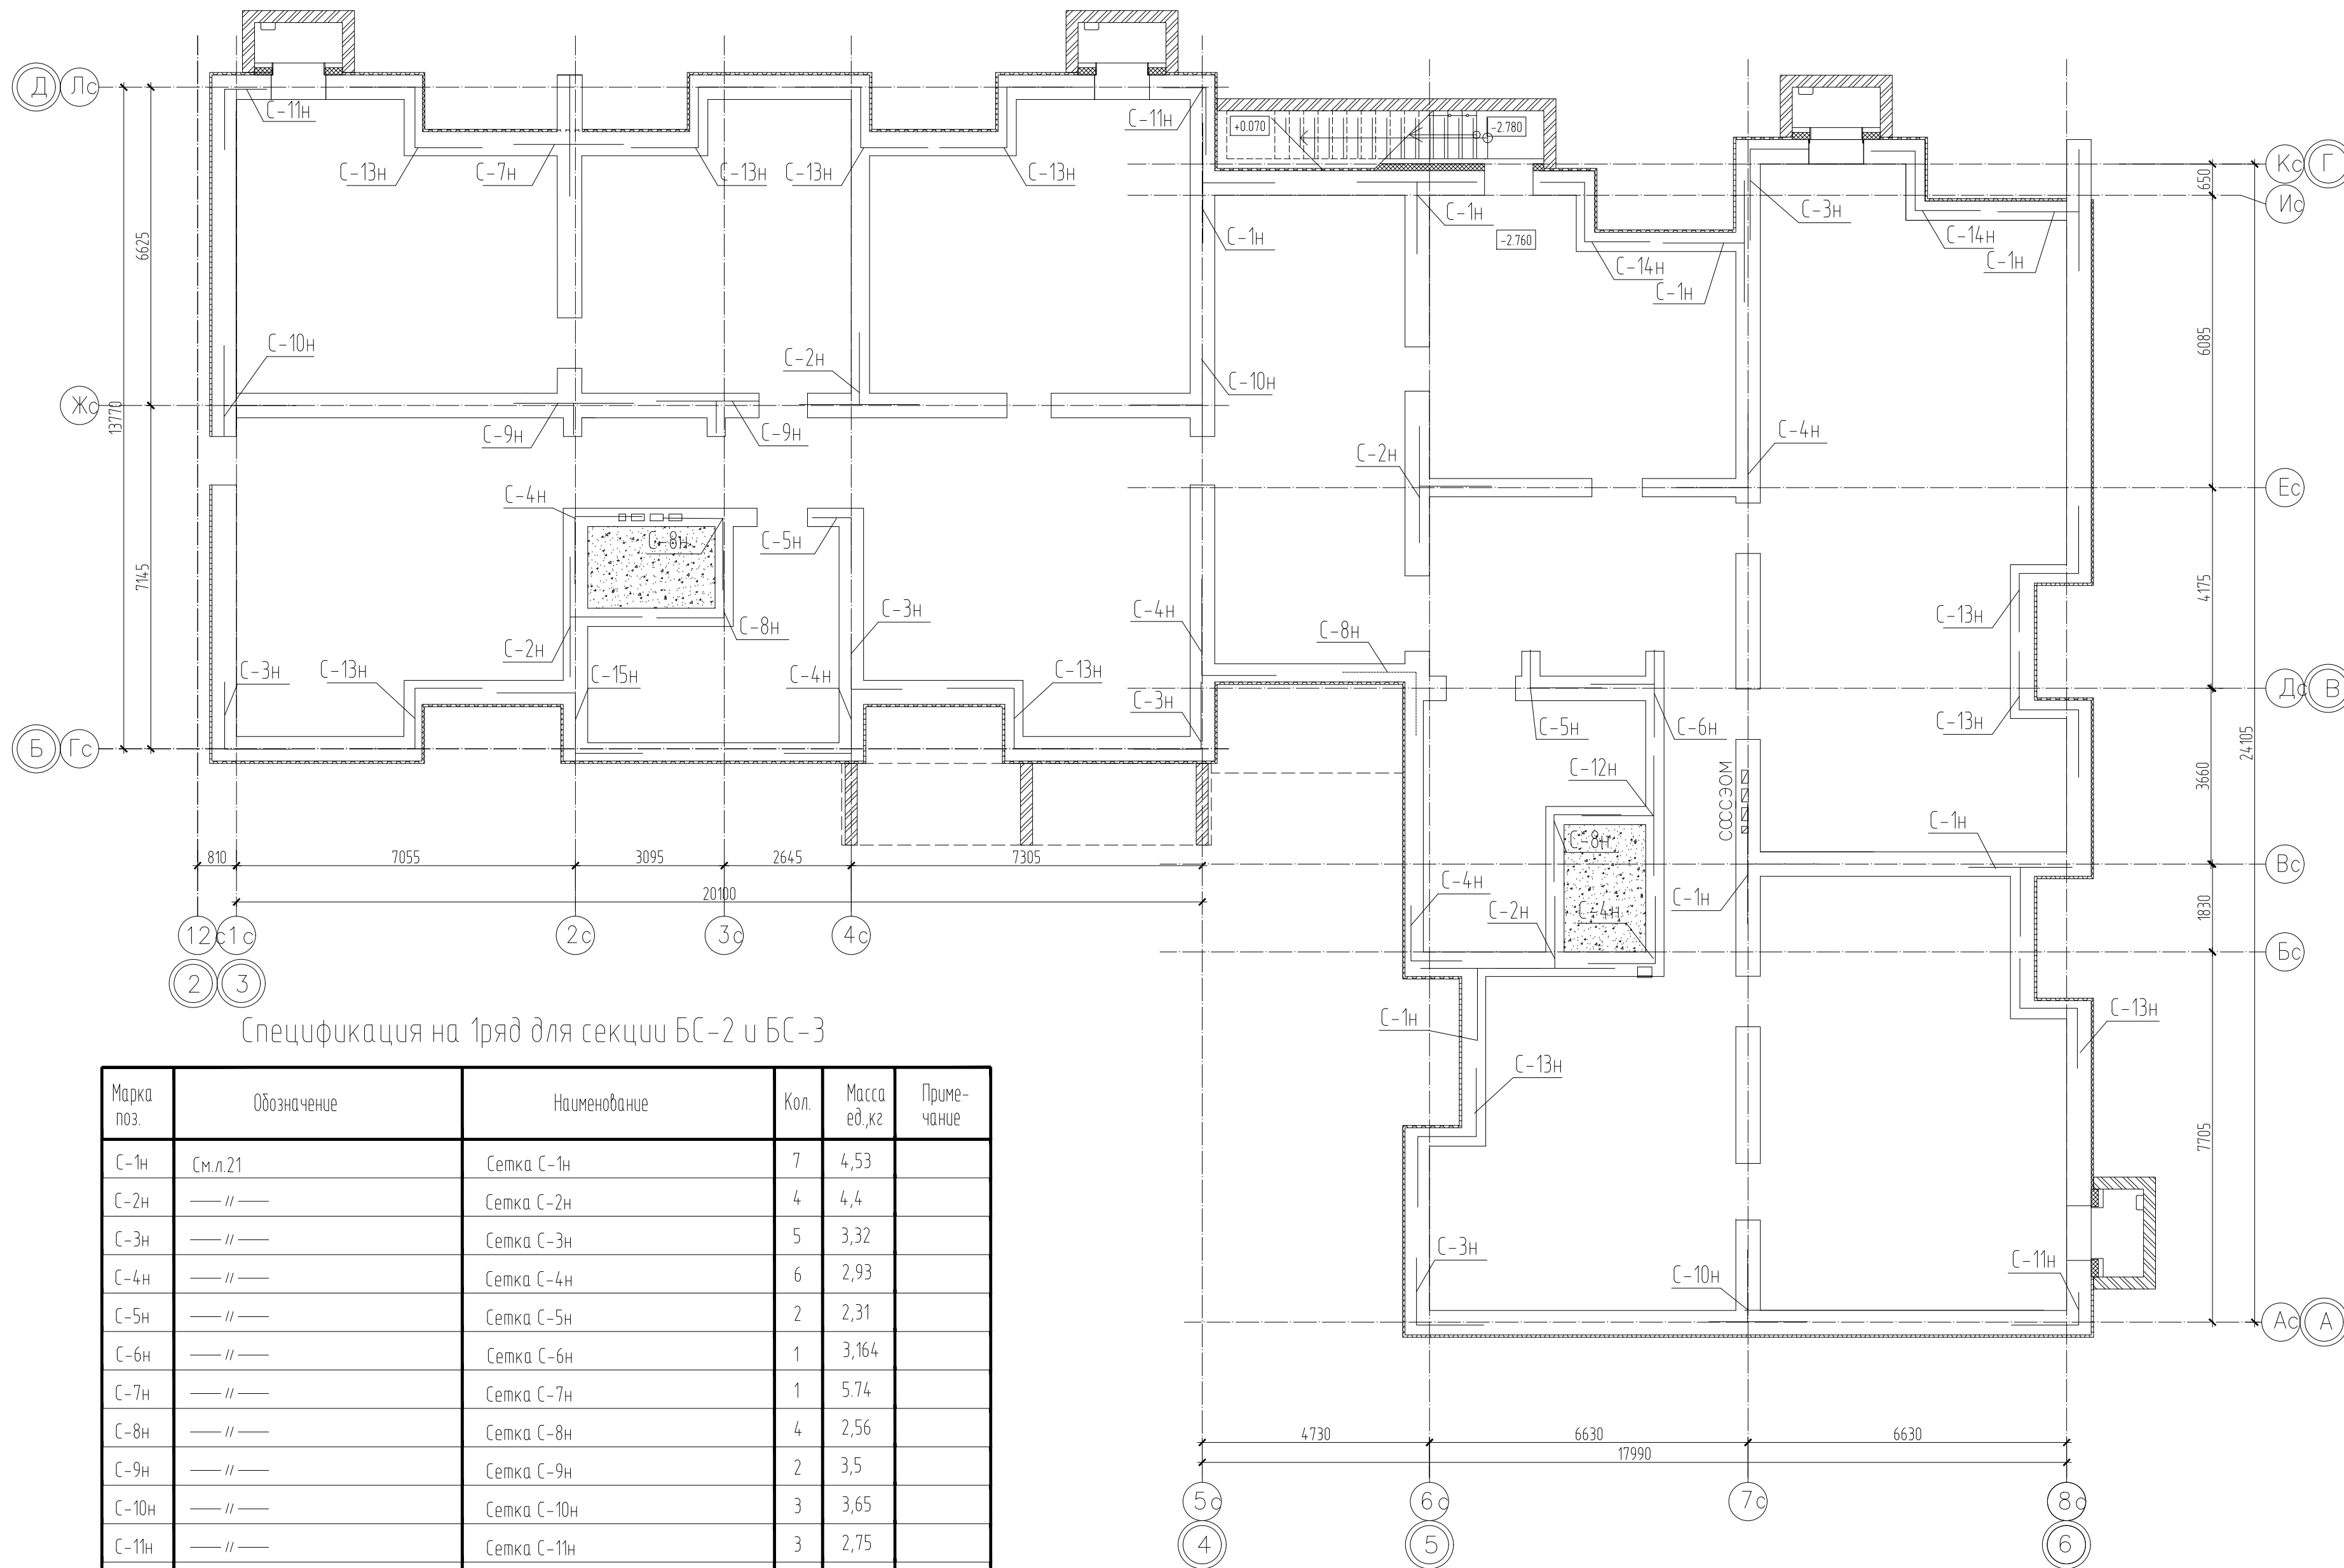 Д Лс
С-11н
С-11н
+0.070
-2.780
Кс Г
650
Ис
С-13н
С-7н
С-13н
С-13н
С-13н
С-1н
С-1н
-2.760
С-3н
С-14н
С-1н
С-14н
С-1н
6625
6085
С-10н
С-2н
С-10н
Жс
13770
С-9н
С-9н
С-2н
С-4н
Ес
С-4н
С-8н
С-5н
7145
4175
С-3н
С-4н
С-13н
С-8н
С-8н
С-2н
С-3н
С-13н
С-15н
С-4н
С-13н
С-3н
Дс В
С-5н
С-6н
С-13н
Б Гс
24105
С-12н
ССССЭОМ
3660
С-8н
С-1н
810
7055
3095
2645
7305
Вс
20100
С-4н
С-2н
С-4н
С-1н
1830
12с 1с 2с 3с 4с
Бс
2 3
С-1н
С-13н
С-13н
7705
С-3н
С-10н
С-11н
Ас А
4730
6630
6630
17990
5с 6с 7с 8с
4 5 6
Спецификация на 1ряд для секции БС-2 и БС-3
Марка поз. Обозначение Наименование Кол. Масса ед.,кг Приме-чание
С-1н См.л.21 Сетка С-1н 7 4,53
С-2н — // — Сетка С-2н 4 4,4
С-3н — // — Сетка С-3н 5 3,32
С-4н — // — Сетка С-4н 6 2,93
С-5н — // — Сетка С-5н 2 2,31
С-6н — // — Сетка С-6н 1 3,164
С-7н — // — Сетка С-7н 1 5.74
С-8н — // — Сетка С-8н 4 2,56
С-9н — // — Сетка С-9н 2 3,5
С-10н — // — Сетка С-10н 3 3,65
С-11н — // — Сетка С-11н 3 2,75